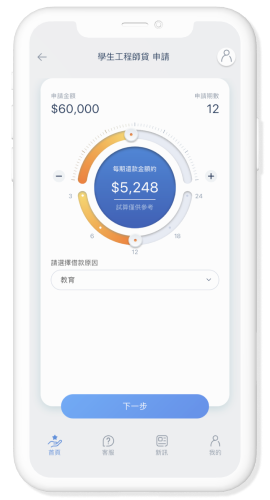 學生工程師貸 申請
申請金額 申請期數
$60,000 12
每期還款金額約
$5,248
試算僅供參考
3 24
6 18
12
請選擇借款原因
教育
下一步
首頁 客服 新訊 我的